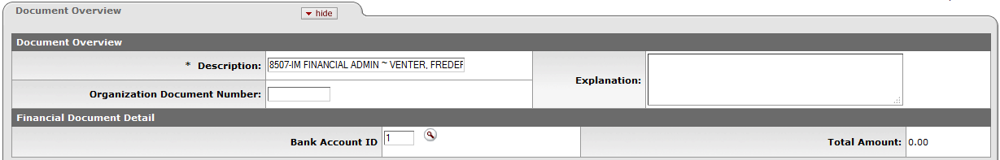 Document Overview
hide
Document Overview
* Description: 8507-IM FINANCIAL ADMIN ~ VENTER, FREDEF
Explanation:
Organization Document Number:
Financial Document Detail
Bank Account ID 1
Total Amount: 0.00